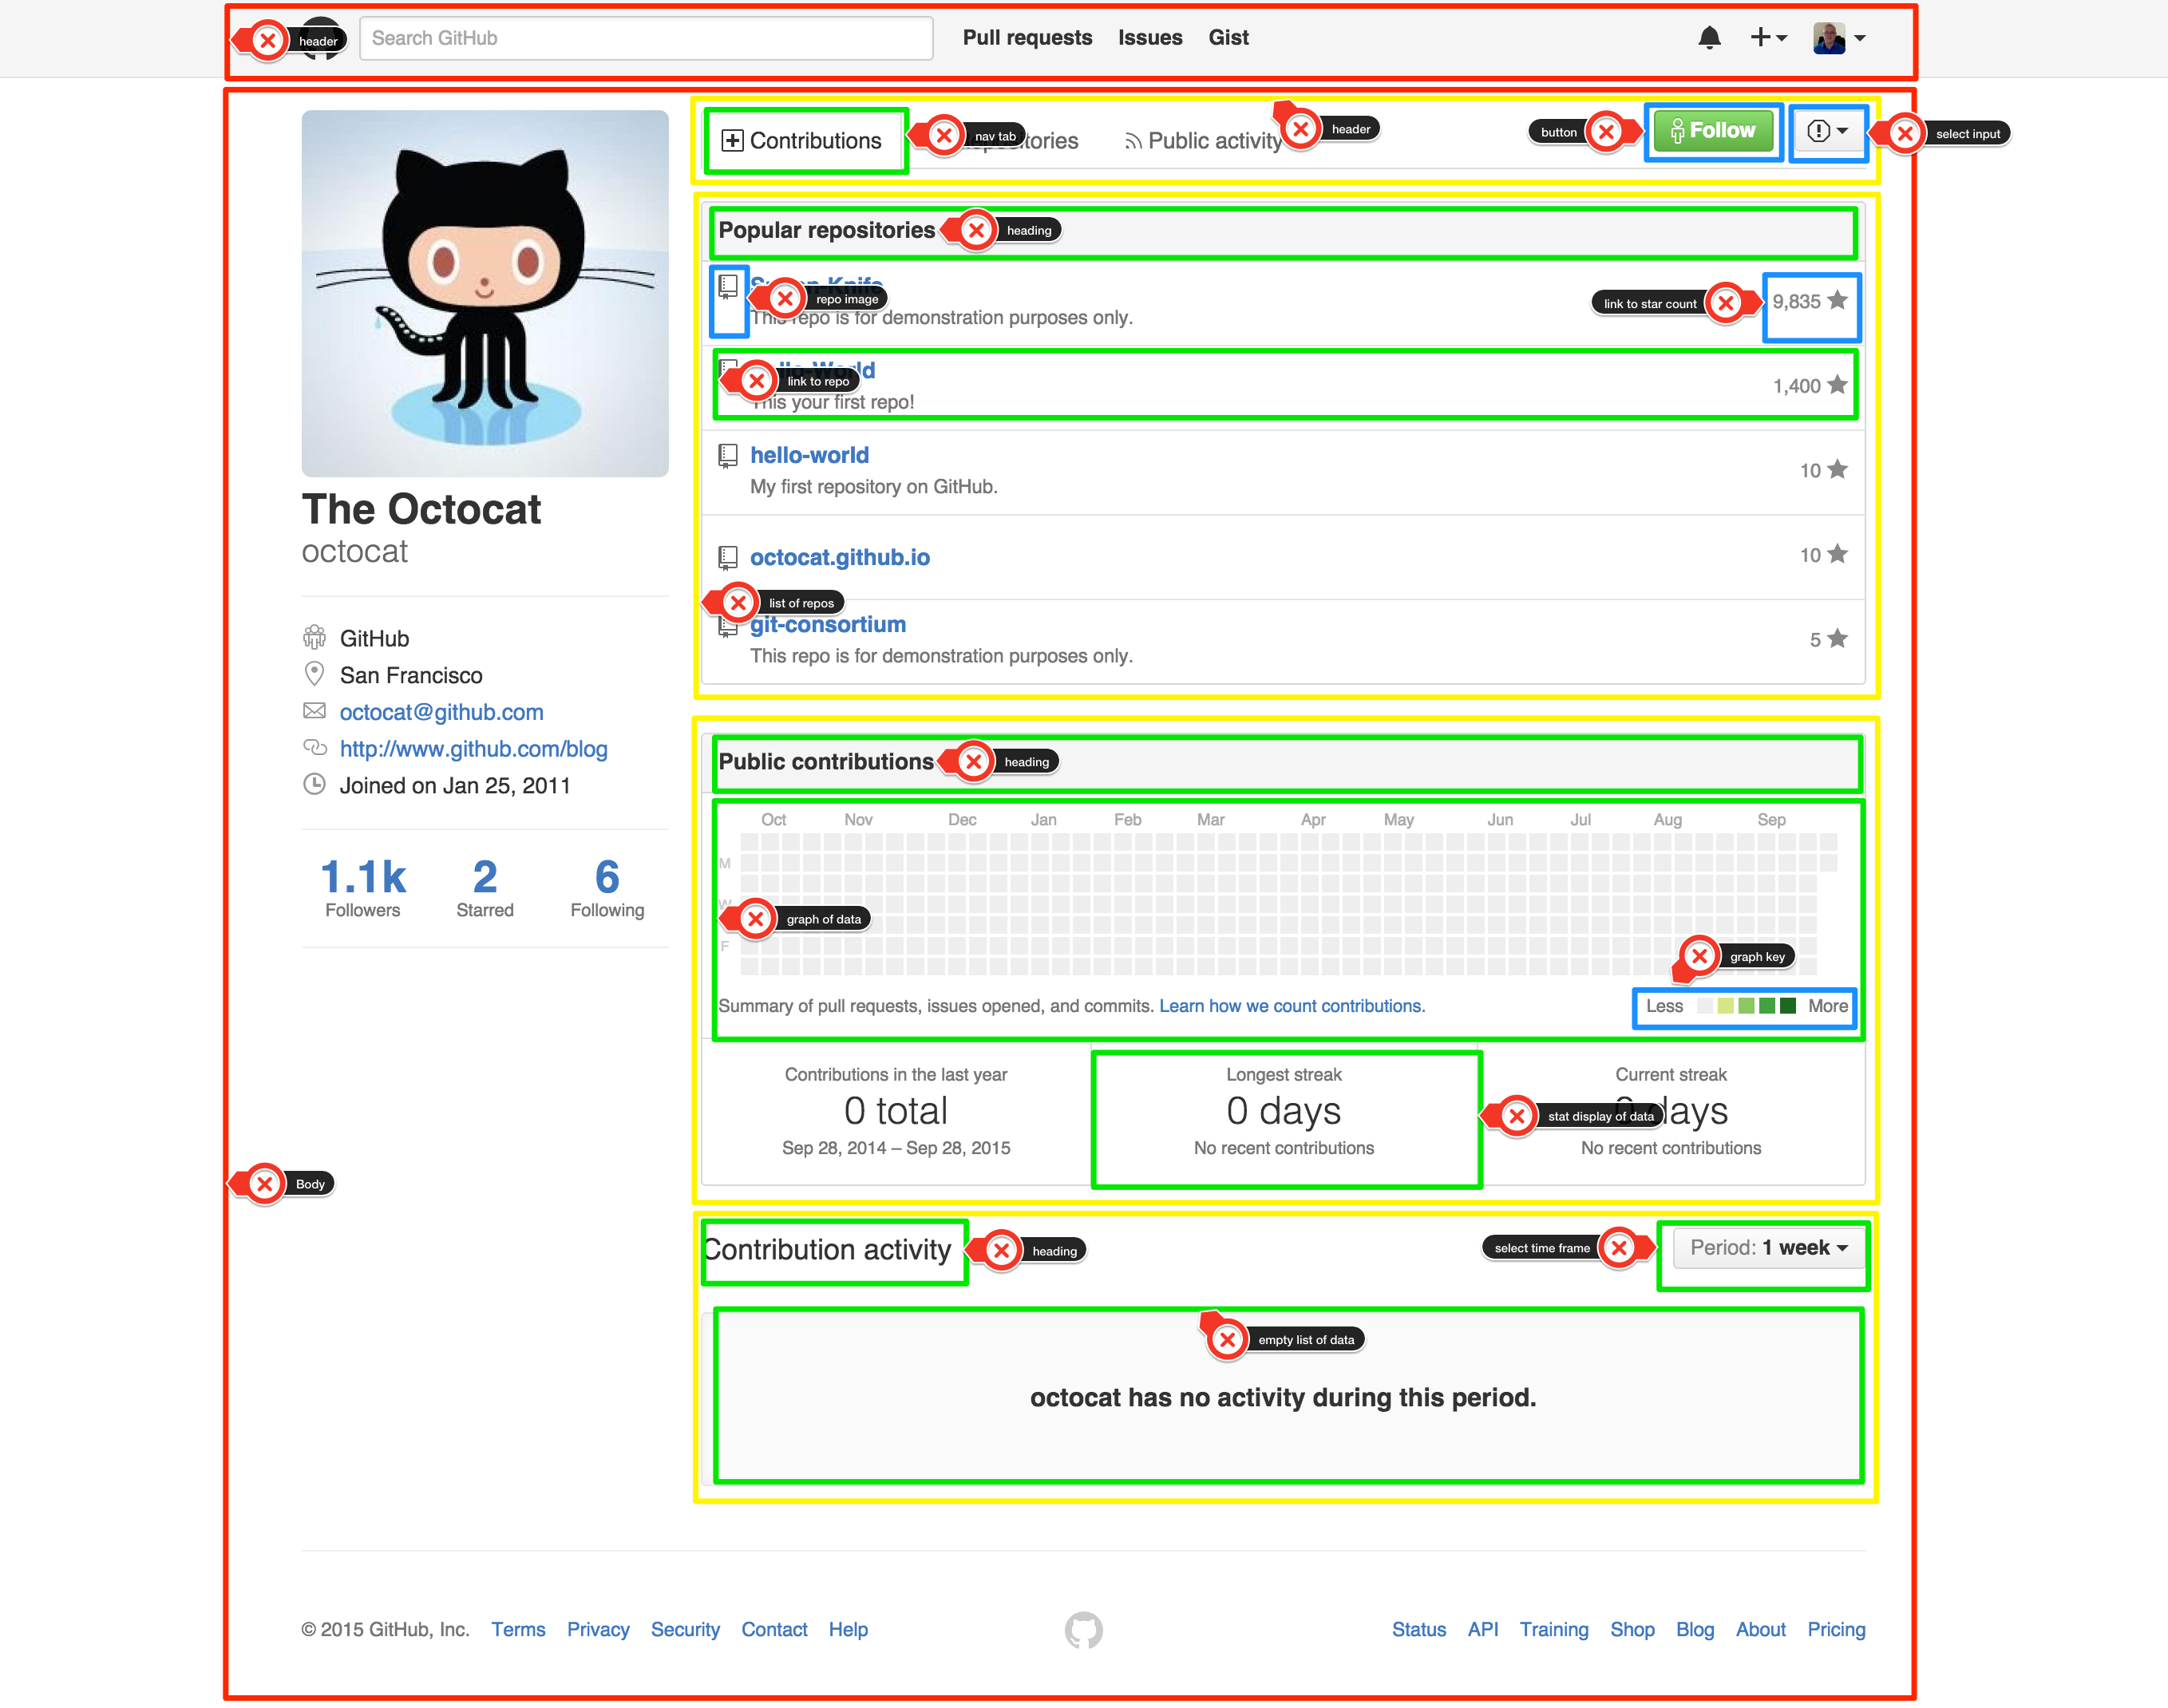 header
Search GitHub
Pull requests Issues Gist
Contributions
nav tab
Public activity
header
button
Follow
select input
Popular repositories
heading
repo image
This repo is for demonstration purposes only.
link to star count
9,835
link to repo
This your first repo!
1,400
hello-world
My first repository on GitHub.
10
octocat.github.io
10
list of repos
git-consortium
This repo is for demonstration purposes only.
5
The Octocat
octocat
GitHub
San Francisco
octocat@github.com
http://www.github.com/blog
Joined on Jan 25, 2011
1.1k 2 6
Followers Starred Following
Public contributions
heading
Oct Nov Dec Jan Feb Mar Apr May Jun Jul Aug Sep
M
W
graph of data
F
graph key
Summary of pull requests, issues opened, and commits. Learn how we count contributions.
Less More
Contributions in the last year
0 total
Sep 28, 2014 – Sep 28, 2015
Longest streak
0 days
No recent contributions
stat display of data
Current streak
0 days
No recent contributions
Body
Contribution activity
heading
select time frame
Period: 1 week
empty list of data
octocat has no activity during this period.
© 2015 GitHub, Inc. Terms Privacy Security Contact Help
Status API Training Shop Blog About Pricing